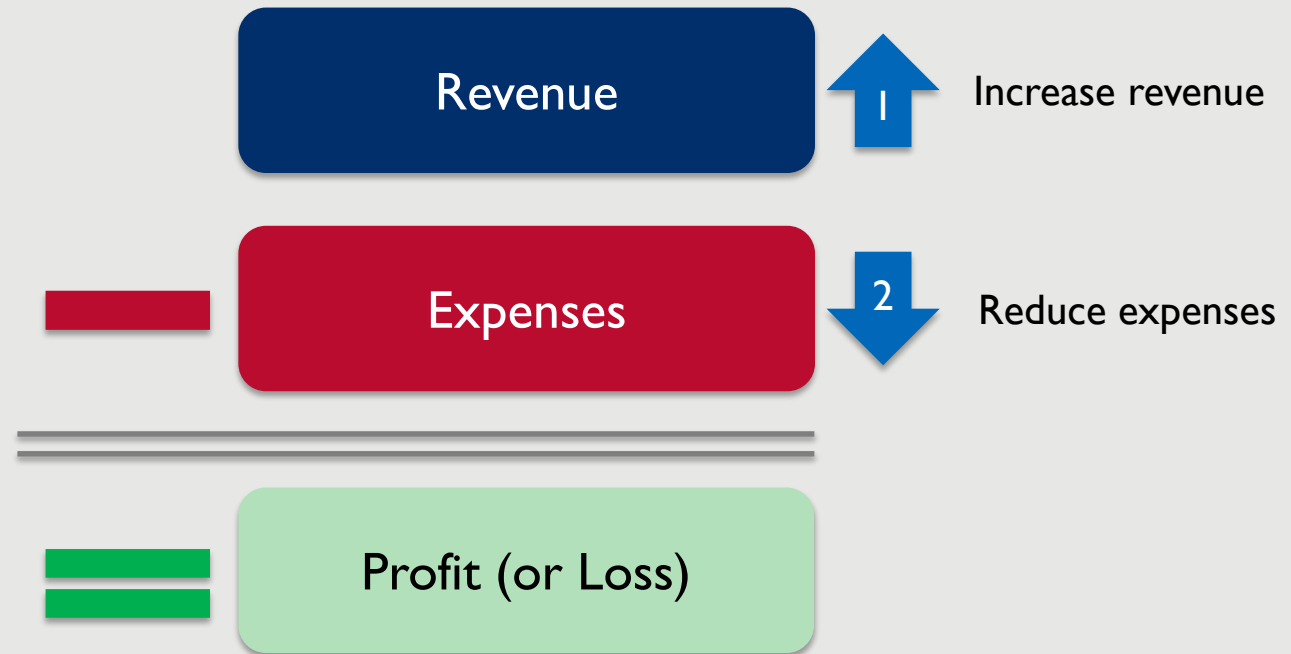 Revenue
1
Increase revenue
Expenses
2
Reduce expenses
Profit (or Loss)